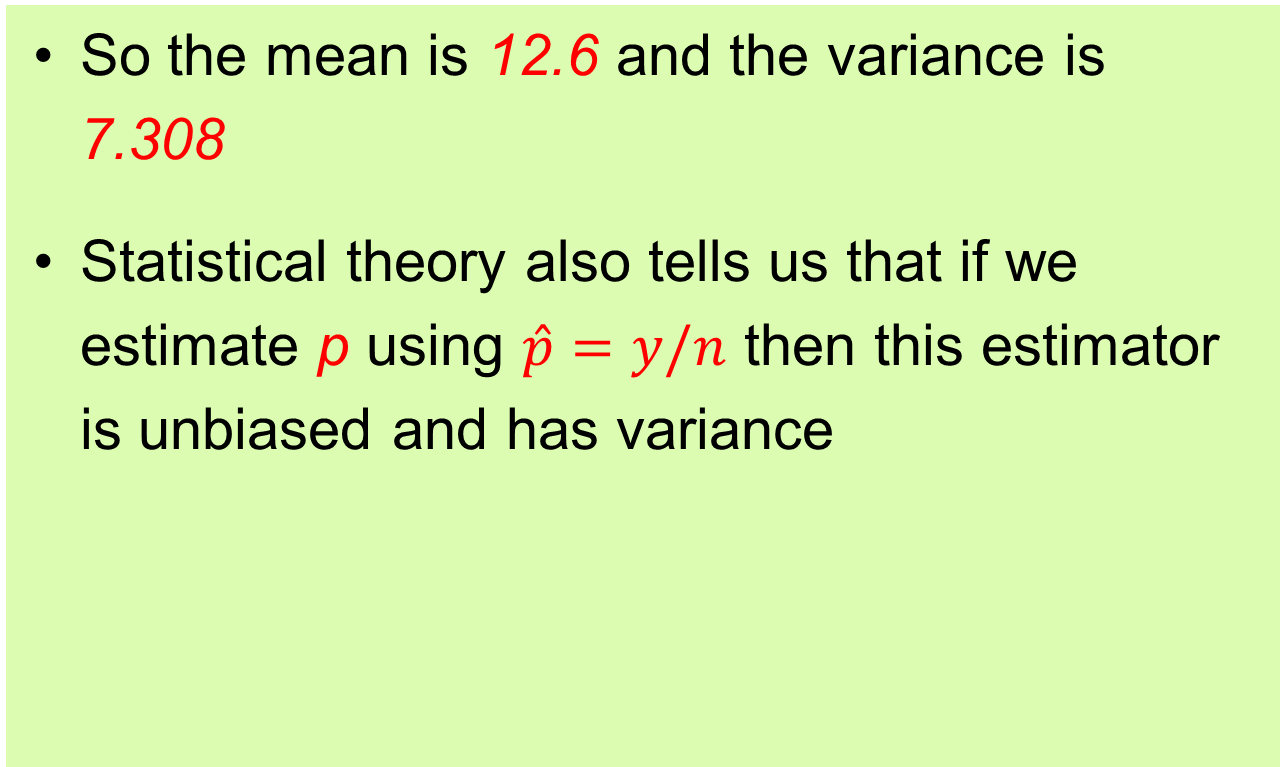 • So the mean is 12.6 and the variance is
7.308
• Statistical theory also tells us that if we
estimate p using p̂ = y/n then this estimator
is unbiased and has variance